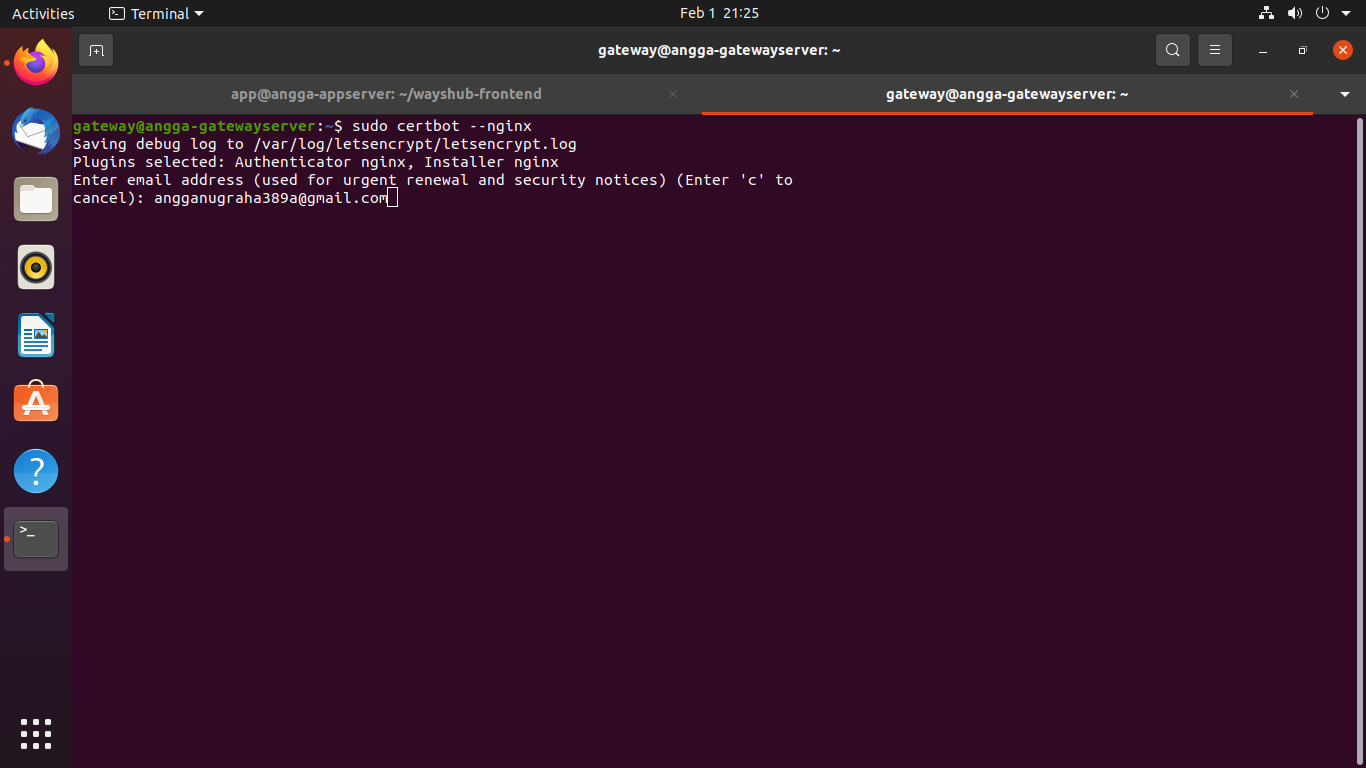 Activities
Terminal
Feb 1 21:25
gateway@angga-gatewayserver: ~
app@angga-appserver: ~/wayshub-frontend
gateway@angga-gatewayserver: ~
gateway@angga-gatewayserver:~$ sudo certbot --nginx
Saving debug log to /var/log/letsencrypt/letsencrypt.log
Plugins selected: Authenticator nginx, Installer nginx
Enter email address (used for urgent renewal and security notices) (Enter 'c' to
cancel): angganugraha389a@gmail.com